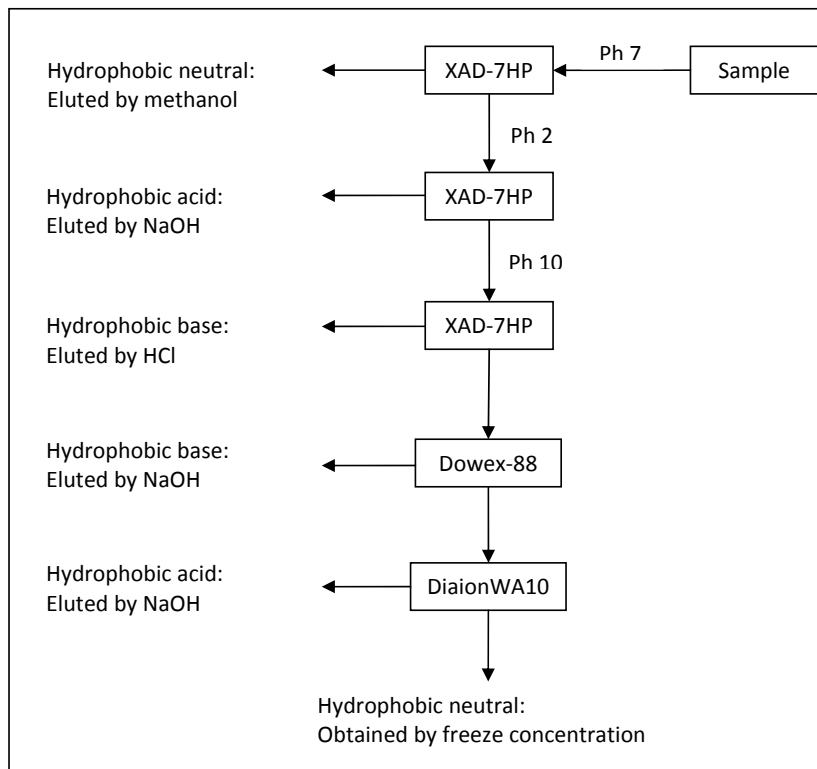 Hydrophobic neutral:
Eluted by methanol
XAD-7HP
Ph 7
Sample
Ph 2
Hydrophobic acid:
Eluted by NaOH
XAD-7HP
Ph 10
Hydrophobic base:
Eluted by HCl
XAD-7HP
Hydrophobic base:
Eluted by NaOH
Dowex-88
Hydrophobic acid:
Eluted by NaOH
DiaionWA10
Hydrophobic neutral:
Obtained by freeze concentration